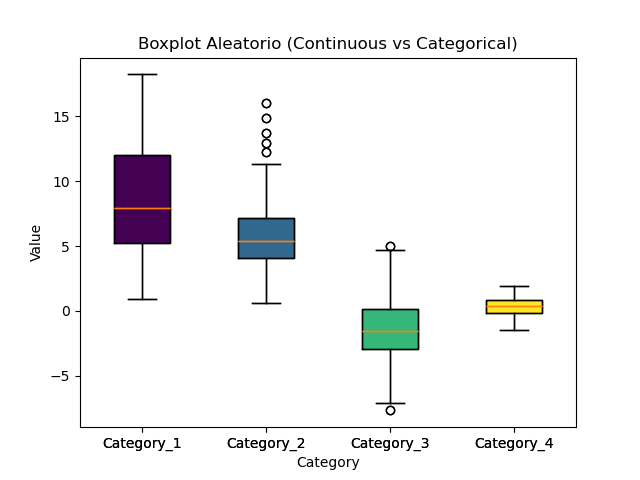 Boxplot Aleatorio (Continuous vs Categorical)
Value
15
10
5
0
−5
Category_1 Category_2 Category_3 Category_4
Category